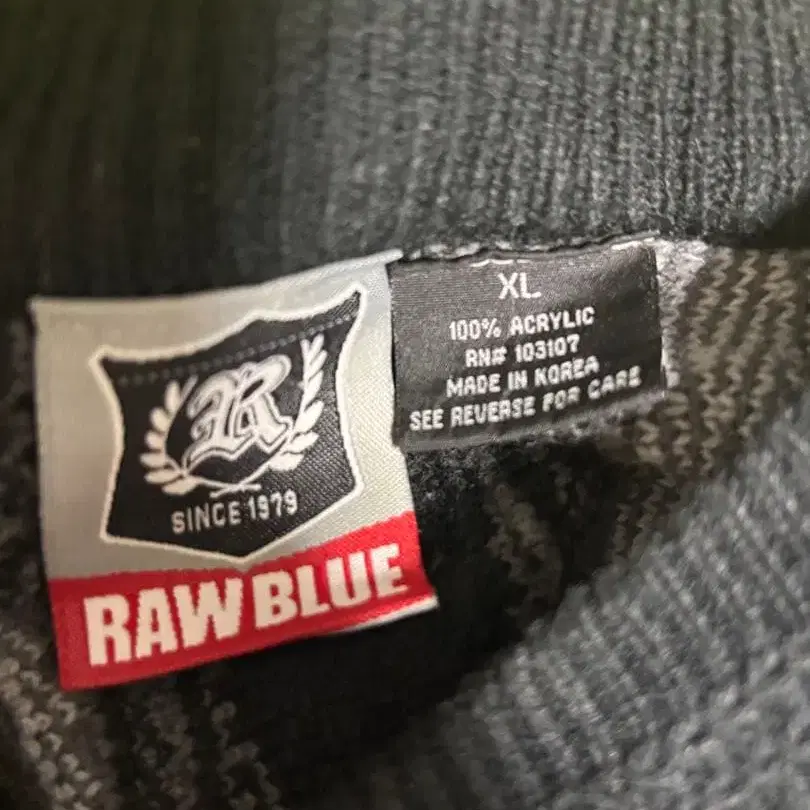 R
SINCE 1979
RAW BLUE
XL
100% ACRYLIC
RN# 103107
MADE IN KOREA
SEE REVERSE FOR CARE